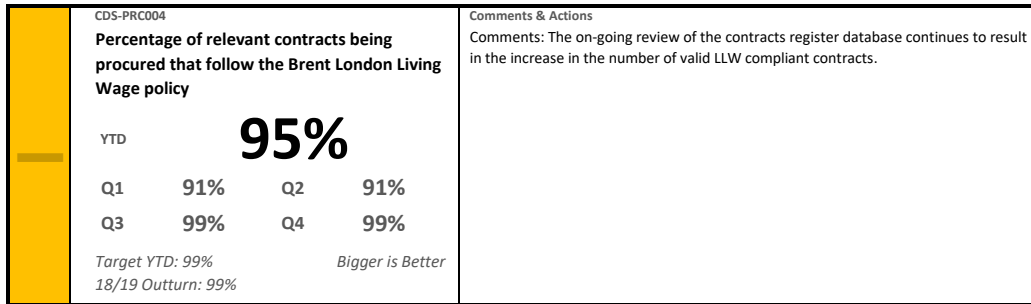 CDS-PRC004
Percentage of relevant contracts being
procured that follow the Brent London Living
Wage policy
YTD 95%
Q1 91% Q2 91%
Q3 99% Q4 99%
Target YTD: 99% Bigger is Better
18/19 Outturn: 99%
Comments & Actions
Comments: The on-going review of the contracts register database continues to result
in the increase in the number of valid LLW compliant contracts.